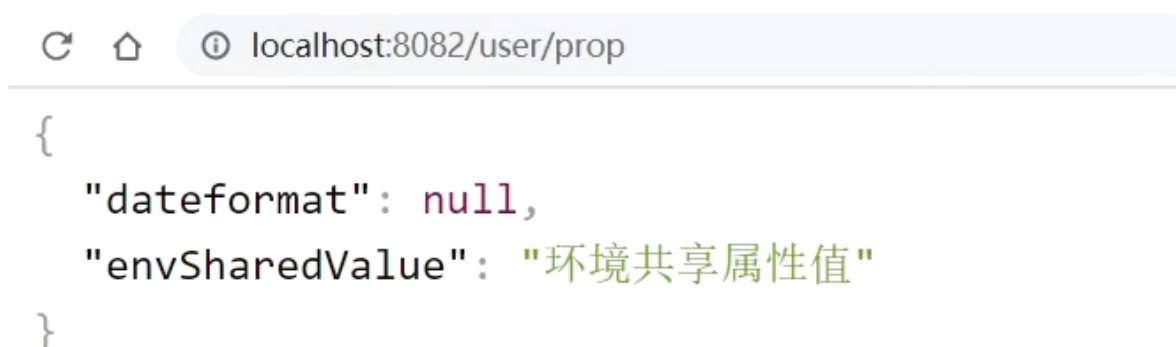 localhost:8082/user/prop
{
"dateformat": null,
"envSharedValue": "环境共享属性值"
}